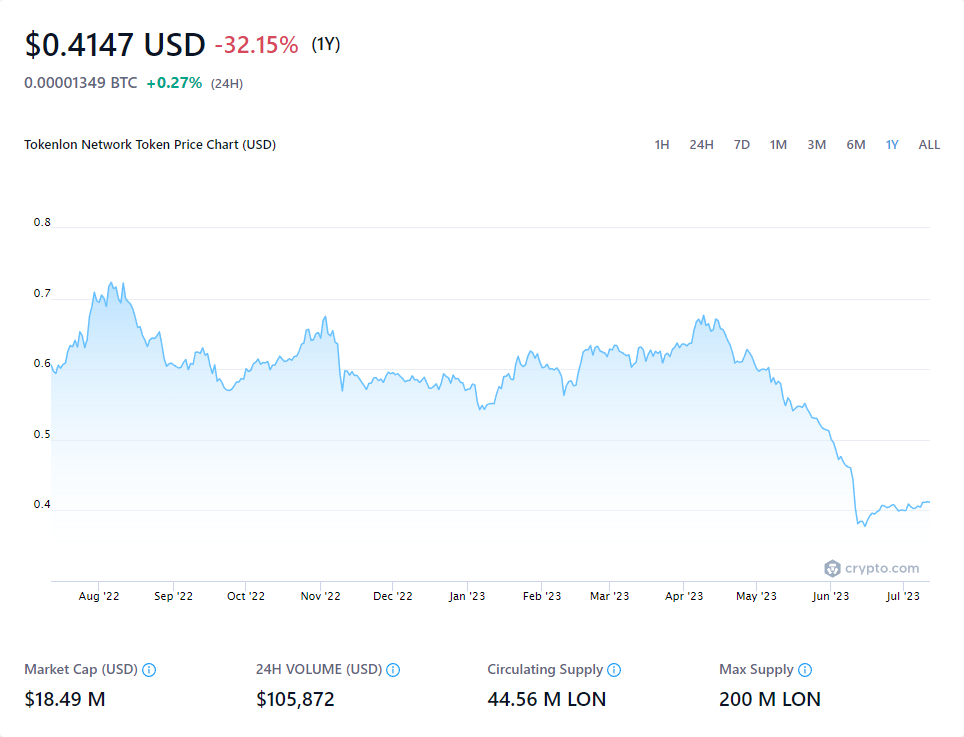 $0.4147 USD -32.15% (1Y)
0.00001349 BTC +0.27% (24H)
Tokenlon Network Token Price Chart (USD) 1H 24H 7D 1M 3M 6M 1Y ALL
0.8
0.7
0.6
0.5
0.4
crypto.com
Aug '22 Sep '22 Oct '22 Nov '22 Dec '22 Jan '23 Feb '23 Mar '23 Apr '23 May '23 Jun '23 Jul '23
Market Cap (USD) 24H VOLUME (USD) Circulating Supply Max Supply
$18.49 M $105,872 44.56 M LON 200 M LON